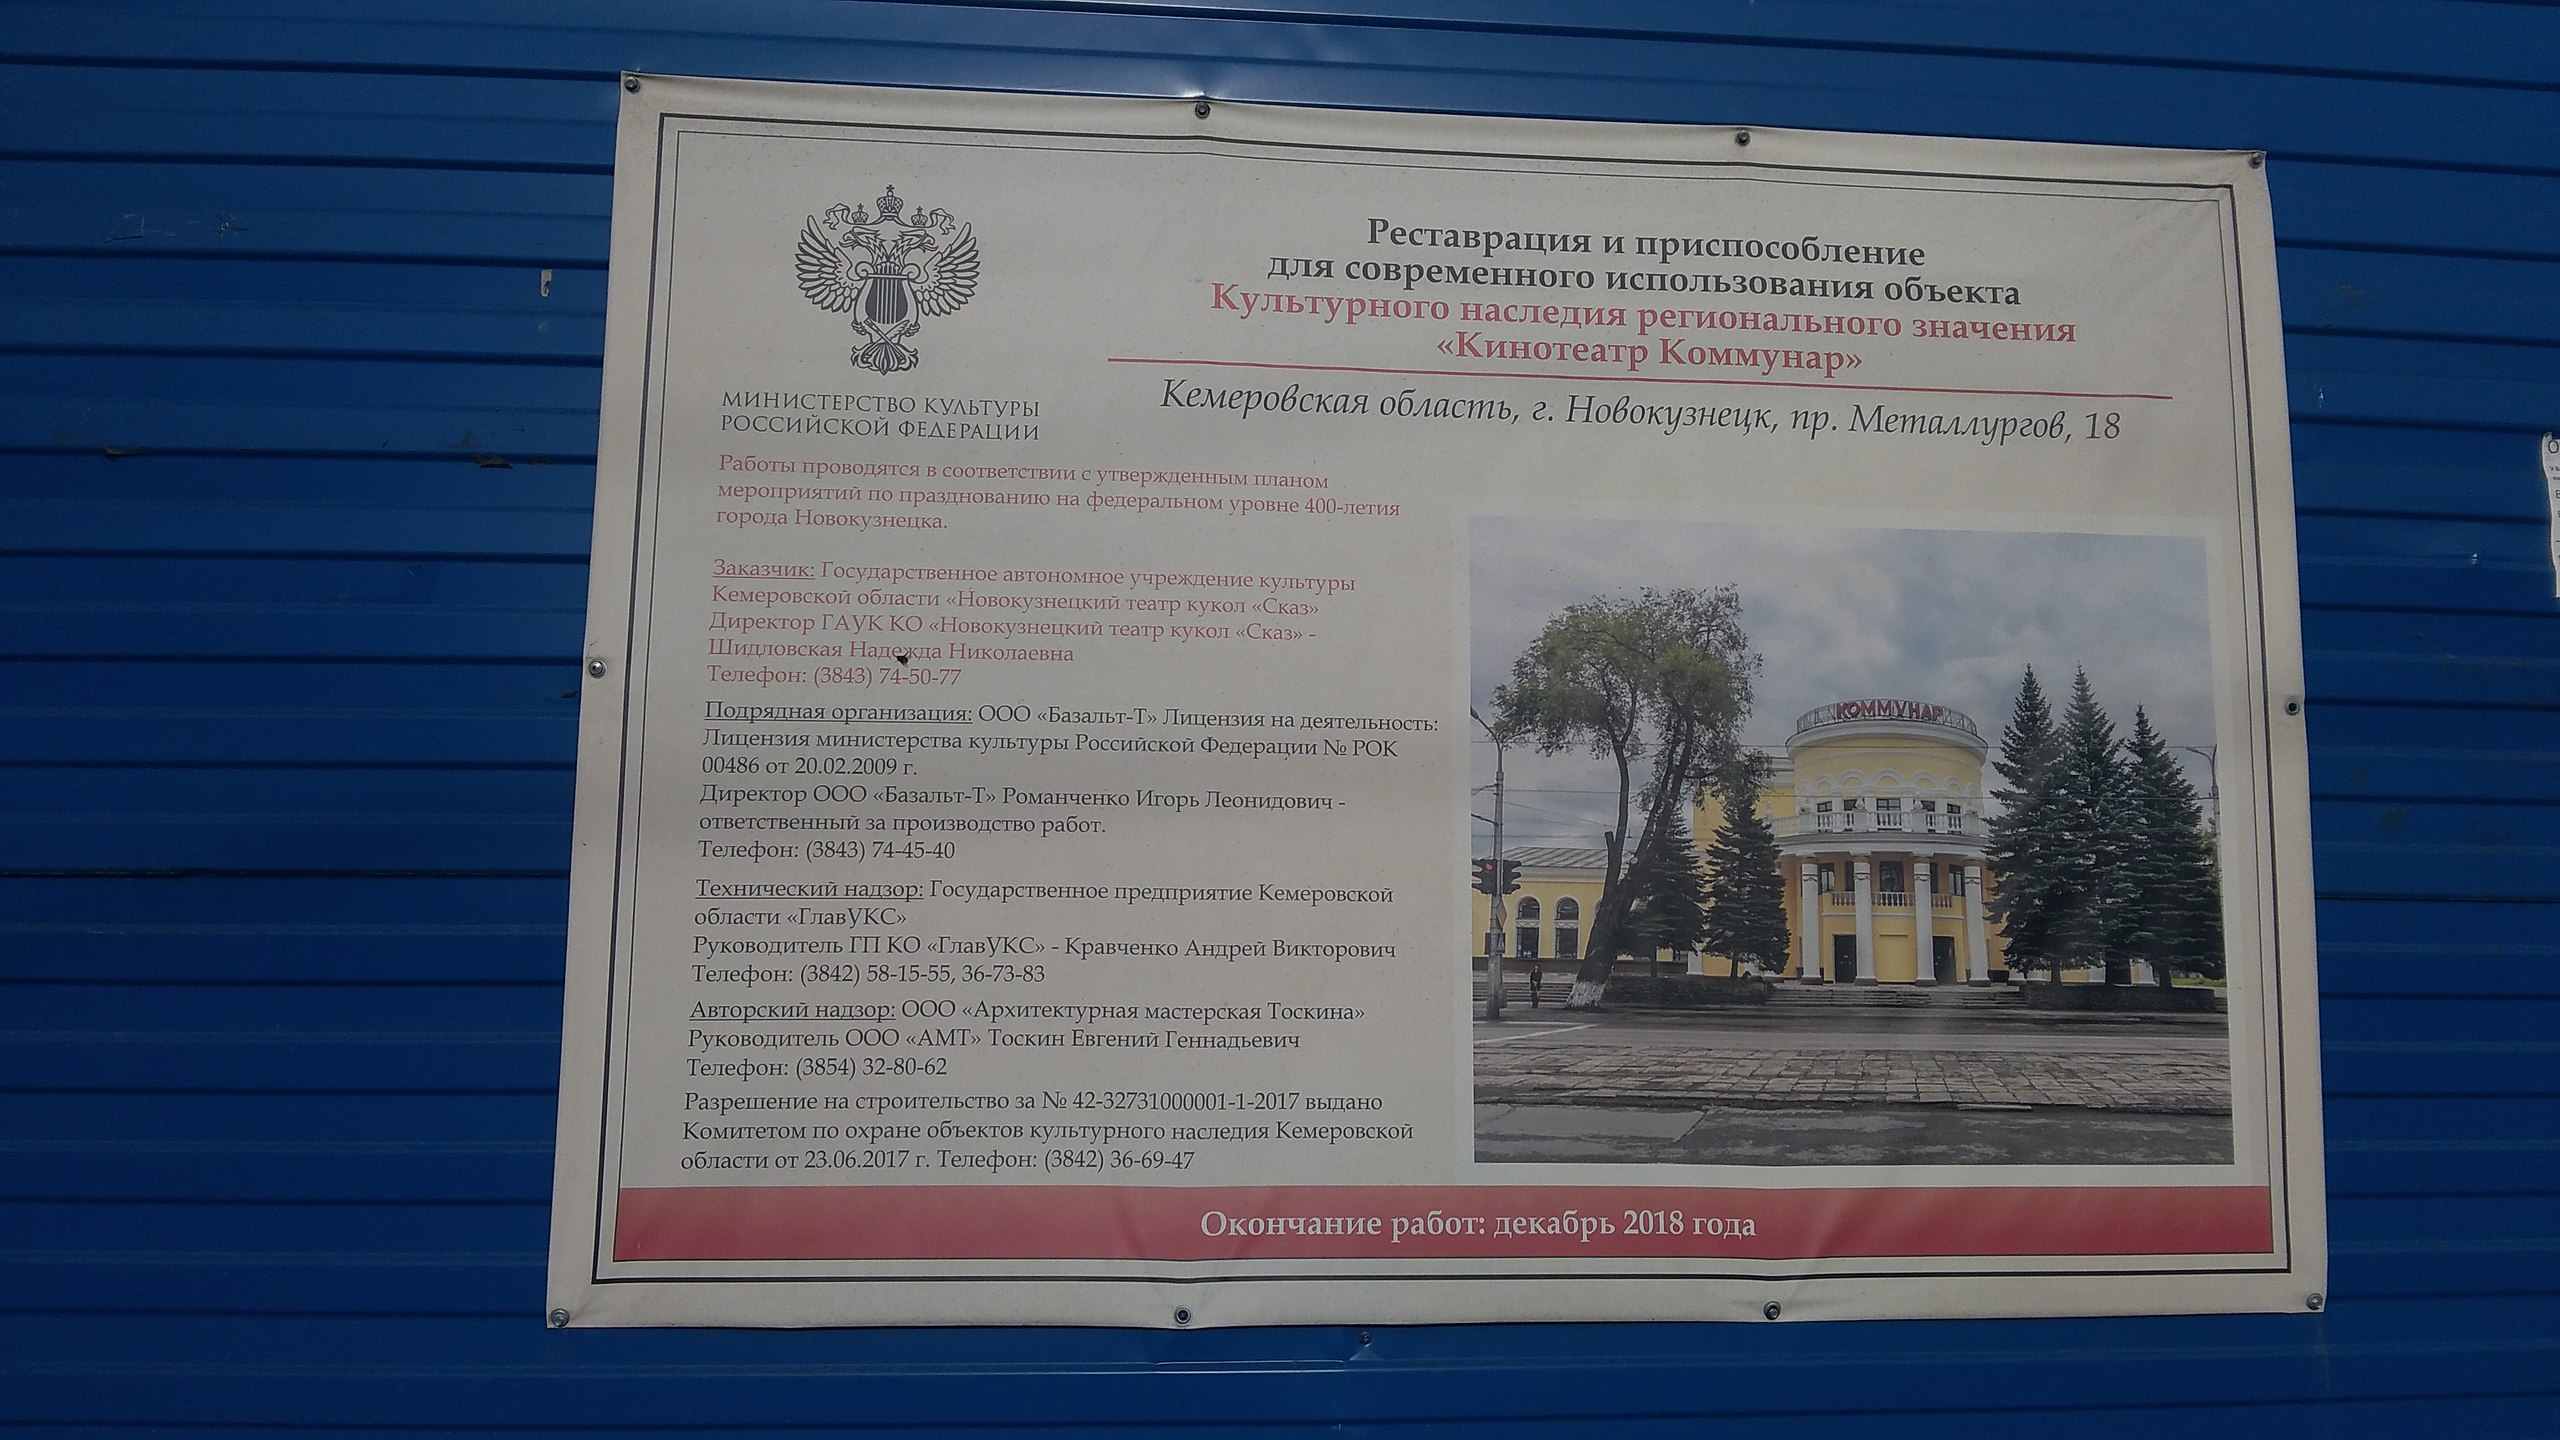 МИНИСТЕРСТВО КУЛЬТУРЫ
РОССИЙСКОЙ ФЕДЕРАЦИИ
Реставрация и приспособление
для современного использования объекта
Культурного наследия регионального значения
«Кинотеатр Коммунар»
Кемеровская область, г. Новокузнецк, пр. Металлургов, 18
Работы проводятся в соответствии с утвержденным планом
мероприятий по празднованию на федеральном уровне 400-летия
города Новокузнецка.
Заказчик: Государственное автономное учреждение культуры
Кемеровской области «Новокузнецкий театр кукол «Сказ»
Директор ГАУК КО «Новокузнецкий театр кукол «Сказ» -
Шидловская Надежда Николаевна
Телефон: (3843) 74-50-77
Подрядная организация: ООО «Базальт-Т» Лицензия на деятельность:
Лицензия министерства культуры Российской Федерации № РОК
00486 от 20.02.2009 г.
Директор ООО «Базальт-Т» Романченко Игорь Леонидович -
ответственный за производство работ.
Телефон: (3843) 74-45-40
Технический надзор: Государственное предприятие Кемеровской
области «ГлавУКС»
Руководитель ГП КО «ГлавУКС» - Кравченко Андрей Викторович
Телефон: (3842) 58-15-55, 36-73-83
Авторский надзор: ООО «Архитектурная мастерская Тоскина»
Руководитель ООО «АМТ» Тоскин Евгений Геннадьевич
Телефон: (3854) 32-80-62
Разрешение на строительство за № 42-32731000001-1-2017 выдано
Комитетом по охране объектов культурного наследия Кемеровской
области от 23.06.2017 г. Телефон: (3842) 36-69-47
КОММУНАР
Окончание работ: декабрь 2018 года